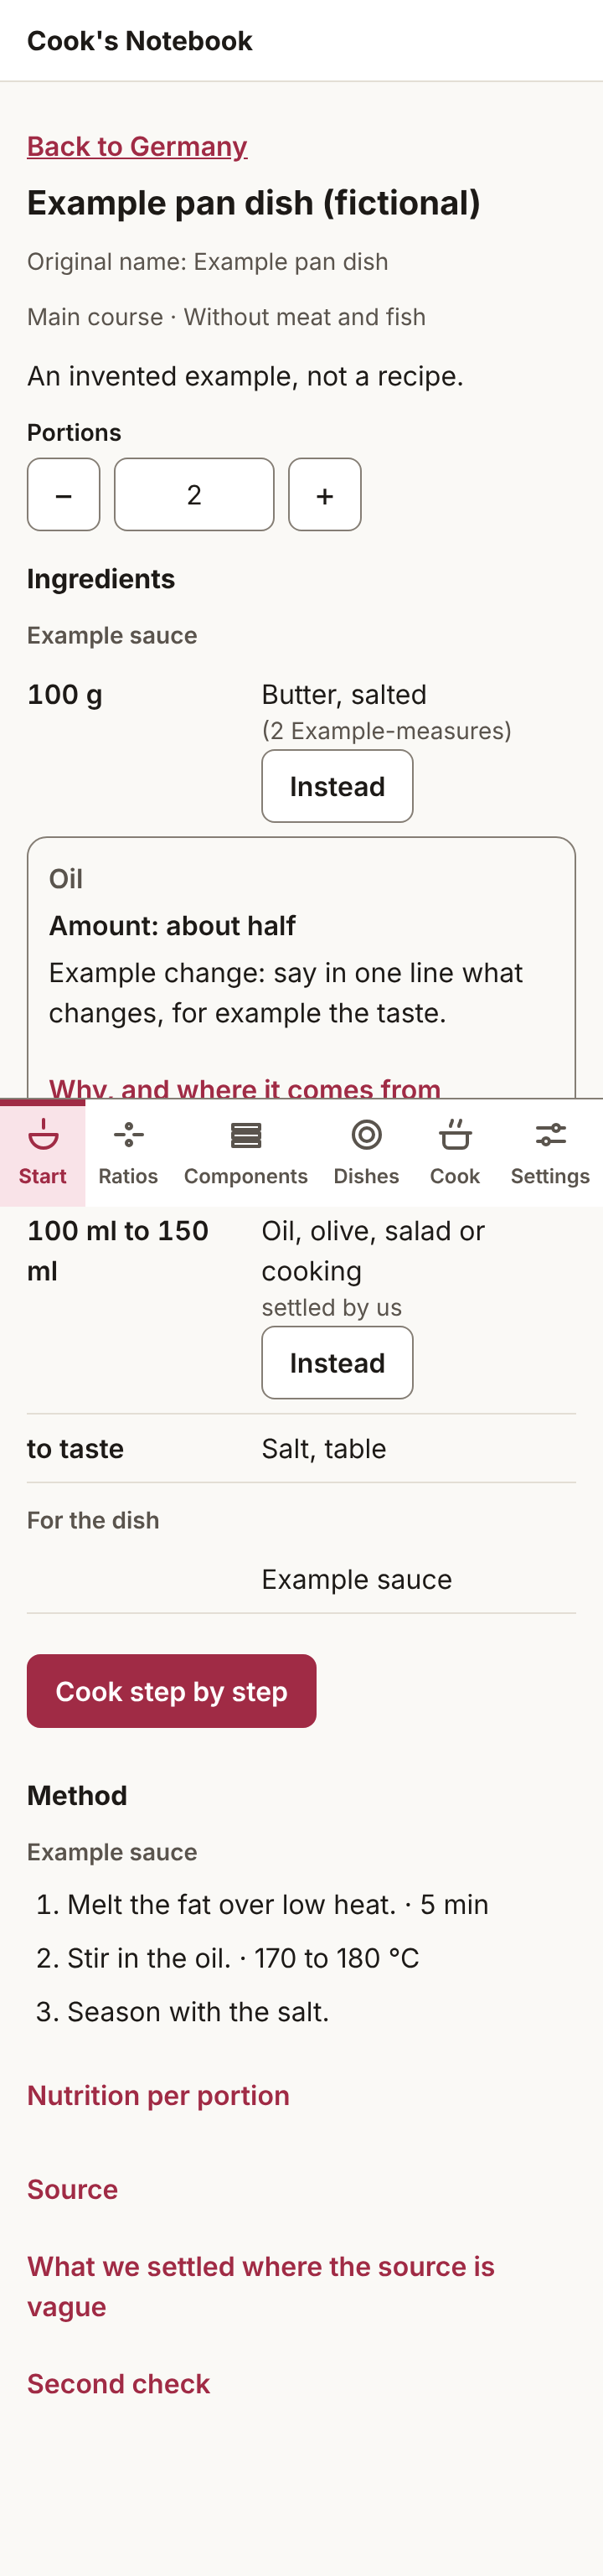 Cook's Notebook
Back to Germany
Example pan dish (fictional)
Original name: Example pan dish
Main course · Without meat and fish
An invented example, not a recipe.
Portions
− 2 +
Ingredients
Example sauce
100 g Butter, salted
(2 Example-measures)
Instead
Oil
Amount: about half
Example change: say in one line what
changes, for example the taste.
Why, and where it comes from
Start Ratios Components Dishes Cook Settings
100 ml to 150 Oil, olive, salad or
ml cooking
settled by us
Instead
to taste Salt, table
For the dish
Example sauce
Cook step by step
Method
Example sauce
1. Melt the fat over low heat. · 5 min
2. Stir in the oil. · 170 to 180 °C
3. Season with the salt.
Nutrition per portion
Source
What we settled where the source is
vague
Second check